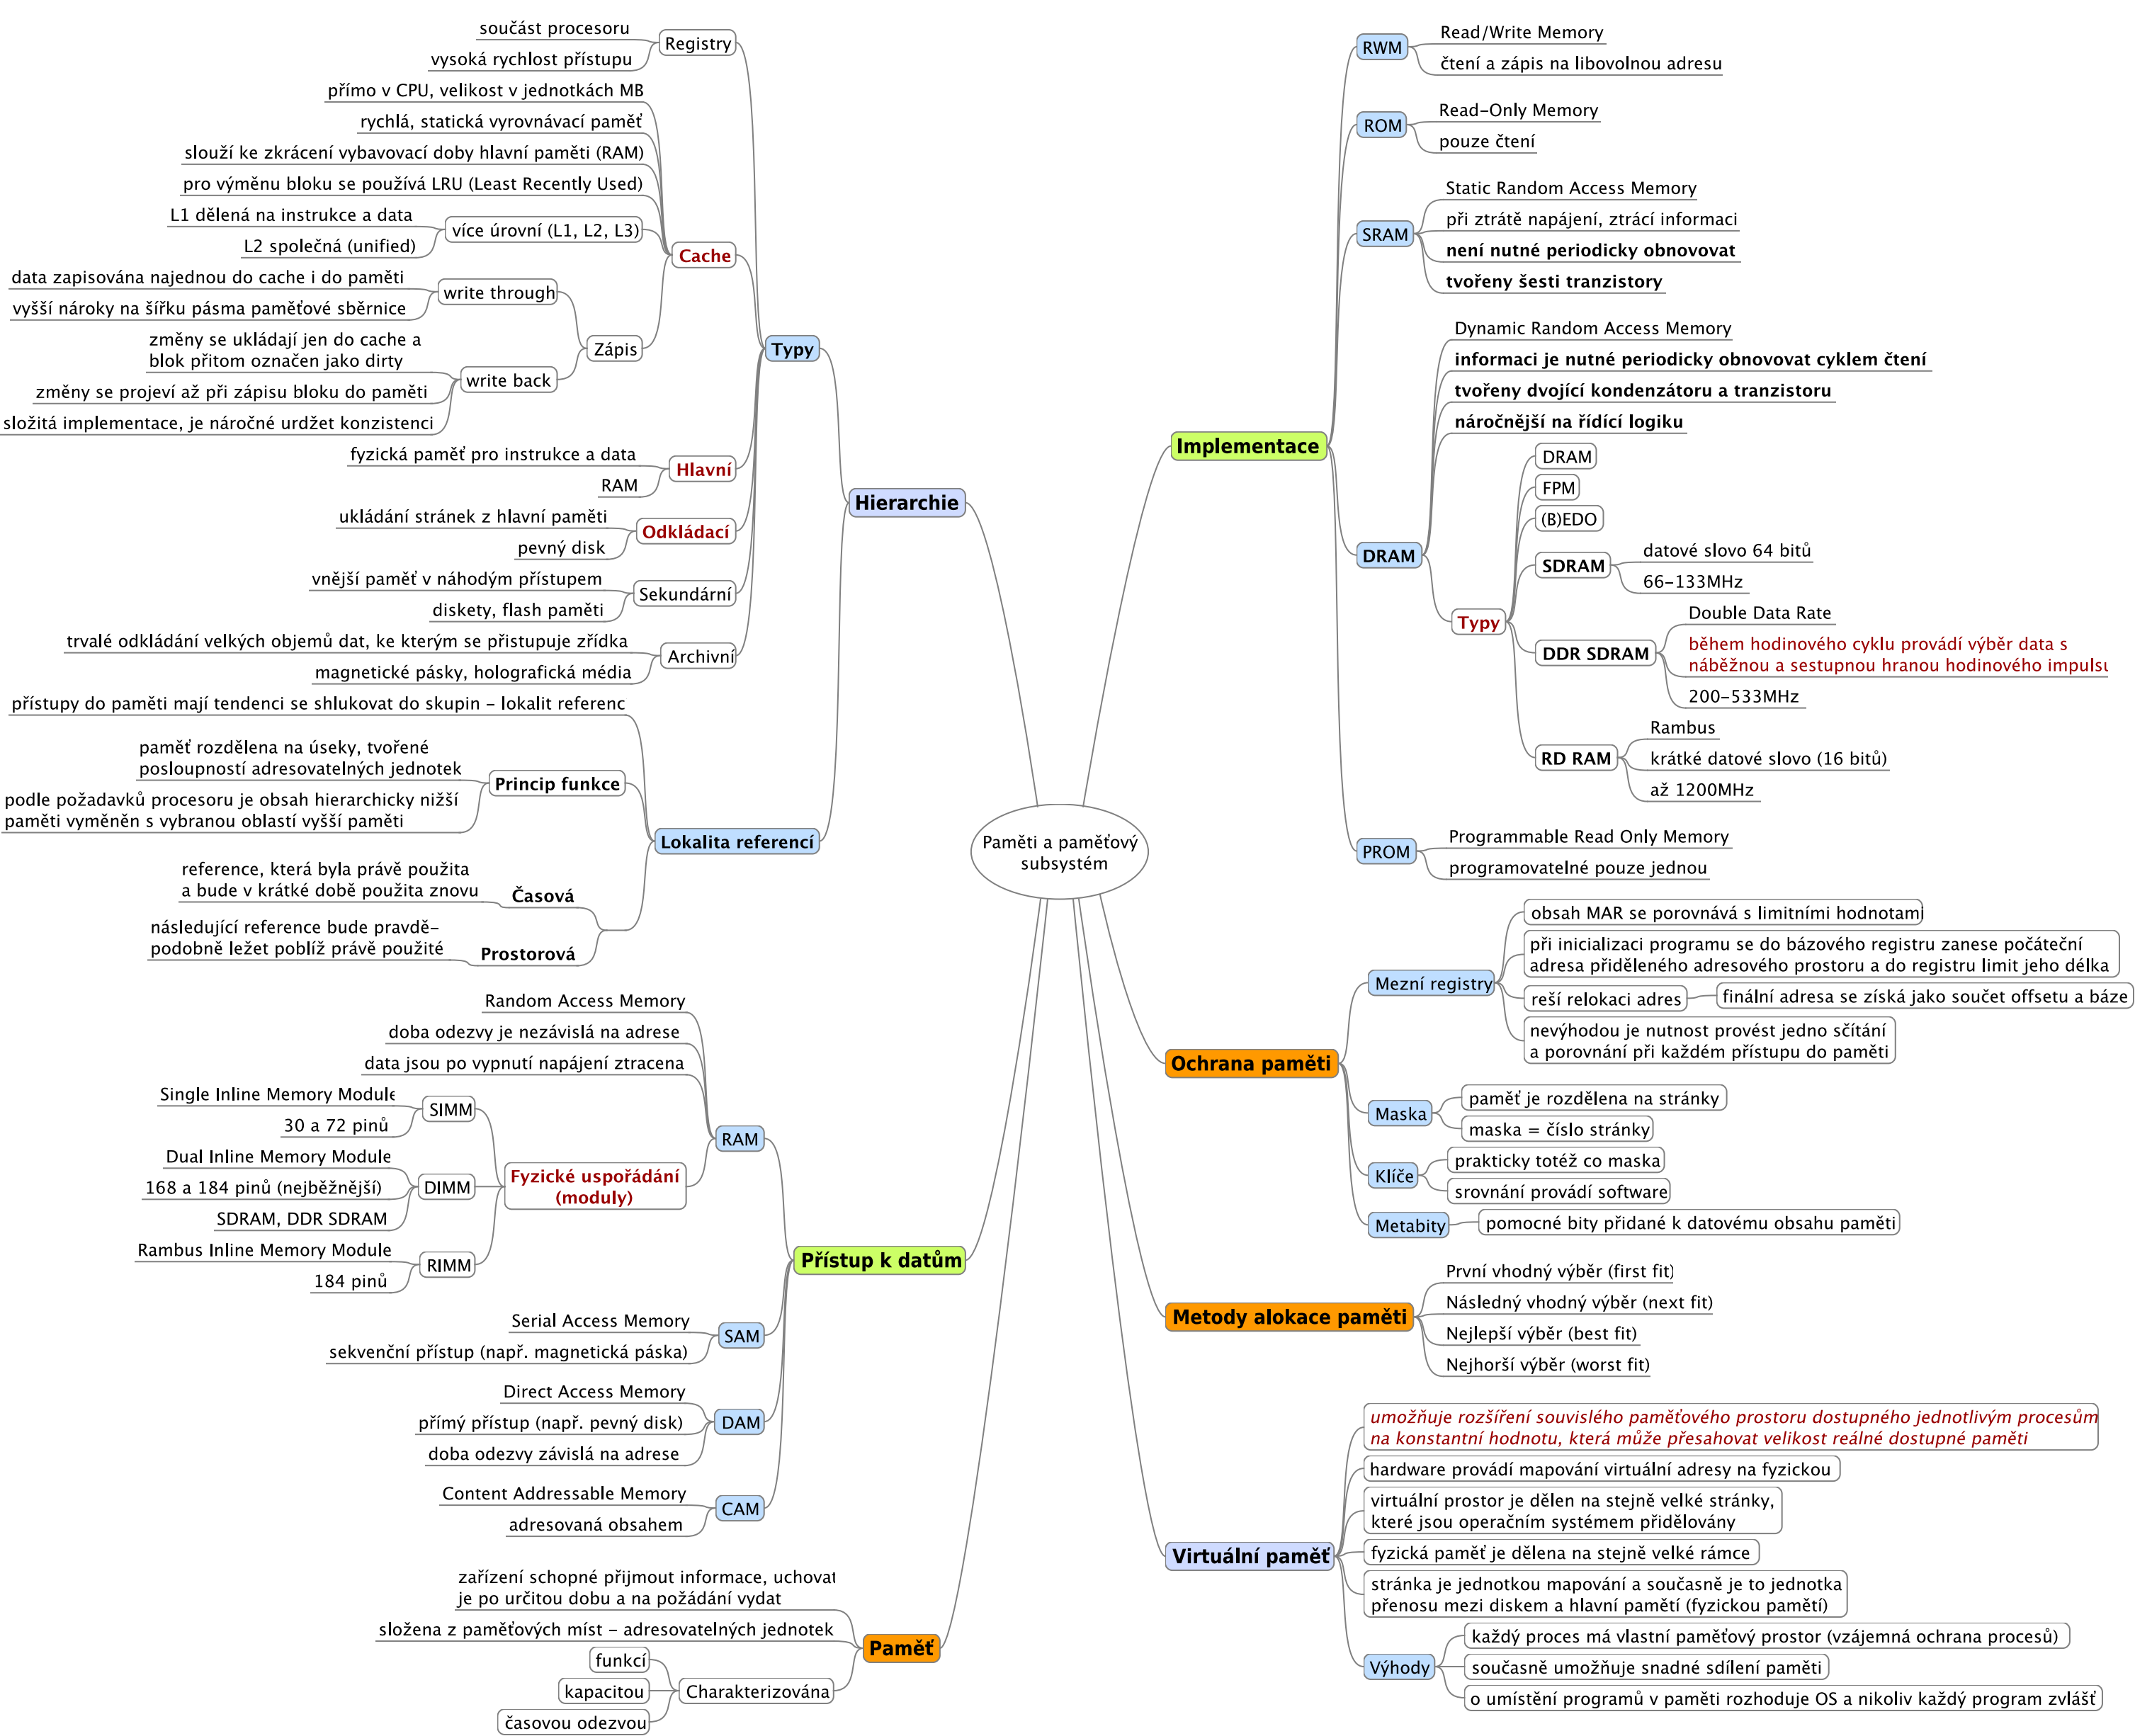 Paměti a paměťový
subsystém
Hierarchie
Typy
Registry
součást procesoru
vysoká rychlost přístupu
Cache
přímo v CPU, velikost v jednotkách MB
rychlá, statická vyrovnávací paměť
slouží ke zkrácení vybavovací doby hlavní paměti (RAM)
pro výměnu bloku se používá LRU (Least Recently Used)
více úrovní (L1, L2, L3)
L1 dělená na instrukce a data
L2 společná (unified)
Zápis
write through
data zapisována najednou do cache i do paměti
vyšší nároky na šířku pásma paměťové sběrnice
write back
změny se ukládají jen do cache a
blok přitom označen jako dirty
změny se projeví až při zápisu bloku do paměti
složitá implementace, je náročné urdžet konzistenci
Hlavní
fyzická paměť pro instrukce a data
RAM
Odkládací
ukládání stránek z hlavní paměti
pevný disk
Sekundární
vnější paměť v náhodým přístupem
diskety, flash paměti
Archivní
trvalé odkládání velkých objemů dat, ke kterým se přistupuje zřídka
magnetické pásky, holografická média
Lokalita referencí
přístupy do paměti mají tendenci se shlukovat do skupin – lokalit referenc
Princip funkce
paměť rozdělena na úseky, tvořené
posloupností adresovatelných jednotek
podle požadavků procesoru je obsah hierarchicky nižší
paměti vyměněn s vybranou oblastí vyšší paměti
Časová
reference, která byla právě použita
a bude v krátké době použita znovu
Prostorová
následující reference bude pravdě–
podobně ležet poblíž právě použité
Přístup k datům
RAM
Random Access Memory
doba odezvy je nezávislá na adrese
data jsou po vypnutí napájení ztracena
Fyzické uspořádání
(moduly)
SIMM
Single Inline Memory Module
30 a 72 pinů
DIMM
Dual Inline Memory Module
168 a 184 pinů (nejběžnější)
SDRAM, DDR SDRAM
RIMM
Rambus Inline Memory Module
184 pinů
SAM
Serial Access Memory
sekvenční přístup (např. magnetická páska)
DAM
Direct Access Memory
přímý přístup (např. pevný disk)
doba odezvy závislá na adrese
CAM
Content Addressable Memory
adresovaná obsahem
Paměť
zařízení schopné přijmout informace, uchovat
je po určitou dobu a na požádání vydat
složena z paměťových míst – adresovatelných jednotek
Charakterizována
funkcí
kapacitou
časovou odezvou
Implementace
RWM
Read/Write Memory
čtení a zápis na libovolnou adresu
ROM
Read–Only Memory
pouze čtení
SRAM
Static Random Access Memory
při ztrátě napájení, ztrácí informaci
není nutné periodicky obnovovat
tvořeny šesti tranzistory
DRAM
Dynamic Random Access Memory
informaci je nutné periodicky obnovovat cyklem čtení
tvořeny dvojící kondenzátoru a tranzistoru
náročnější na řídící logiku
Typy
DRAM
FPM
(B)EDO
SDRAM
datové slovo 64 bitů
66–133MHz
DDR SDRAM
Double Data Rate
během hodinového cyklu provádí výběr data s
náběžnou a sestupnou hranou hodinového impulsu
200–533MHz
RD RAM
Rambus
krátké datové slovo (16 bitů)
až 1200MHz
PROM
Programmable Read Only Memory
programovatelné pouze jednou
Ochrana paměti
Mezní registry
obsah MAR se porovnává s limitními hodnotami
při inicializaci programu se do bázového registru zanese počáteční
adresa přiděleného adresového prostoru a do registru limit jeho délka
reší relokaci adres
finální adresa se získá jako součet offsetu a báze
nevýhodou je nutnost provést jedno sčítání
a porovnání při každém přístupu do paměti
Maska
paměť je rozdělena na stránky
maska = číslo stránky
Klíče
prakticky totéž co maska
srovnání provádí software
Metabity
pomocné bity přidané k datovému obsahu paměti
Metody alokace paměti
První vhodný výběr (first fit)
Následný vhodný výběr (next fit)
Nejlepší výběr (best fit)
Nejhorší výběr (worst fit)
Virtuální paměť
umožňuje rozšíření souvislého paměťového prostoru dostupného jednotlivým procesům
na konstantní hodnotu, která může přesahovat velikost reálné dostupné paměti
hardware provádí mapování virtuální adresy na fyzickou
virtuální prostor je dělen na stejně velké stránky,
které jsou operačním systémem přidělovány
fyzická paměť je dělena na stejně velké rámce
stránka je jednotkou mapování a současně je to jednotka
přenosu mezi diskem a hlavní pamětí (fyzickou pamětí)
Výhody
každý proces má vlastní paměťový prostor (vzájemná ochrana procesů)
současně umožňuje snadné sdílení paměti
o umístění programů v paměti rozhoduje OS a nikoliv každý program zvlášť